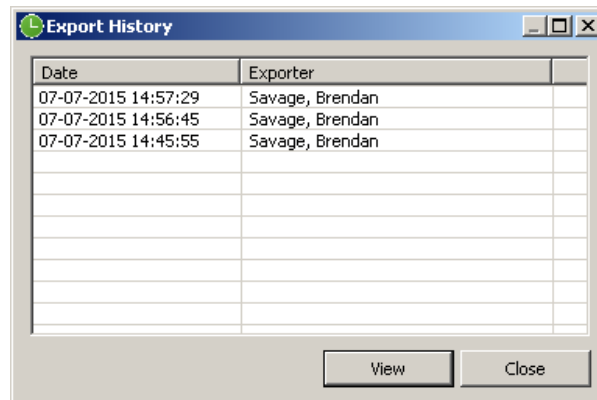 Export History
Date Exporter
07-07-2015 14:57:29 Savage, Brendan
07-07-2015 14:56:45 Savage, Brendan
07-07-2015 14:45:55 Savage, Brendan
View Close